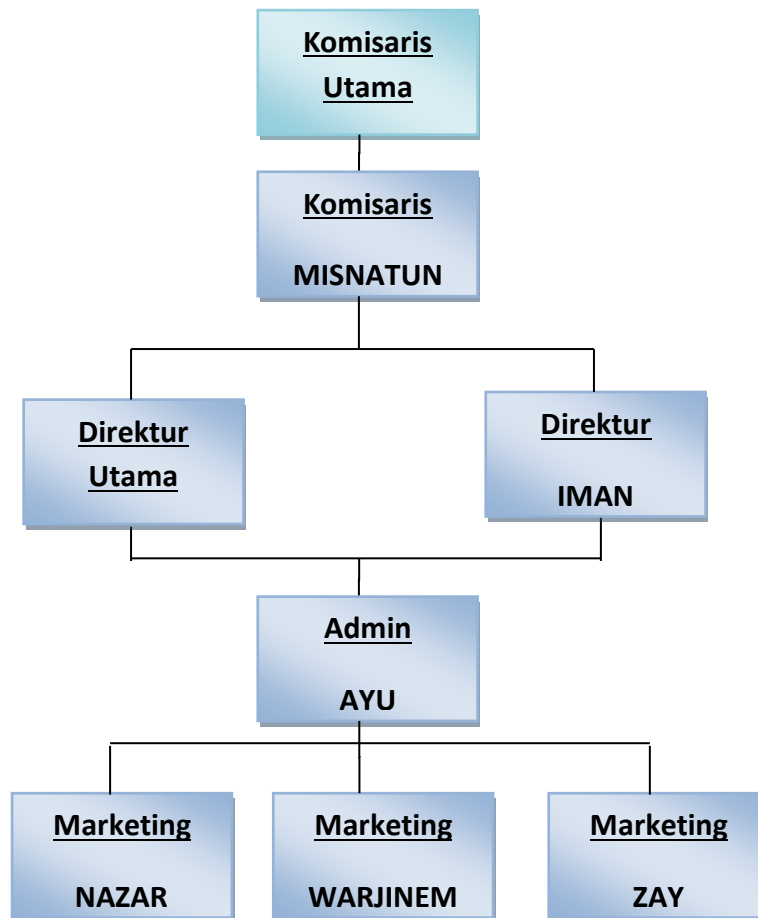 Komisaris
Utama
Komisaris
MISNATUN
Direktur
Utama
Direktur
IMAN
Admin
AYU
Marketing
NAZAR
Marketing
WARJINEM
Marketing
ZAY